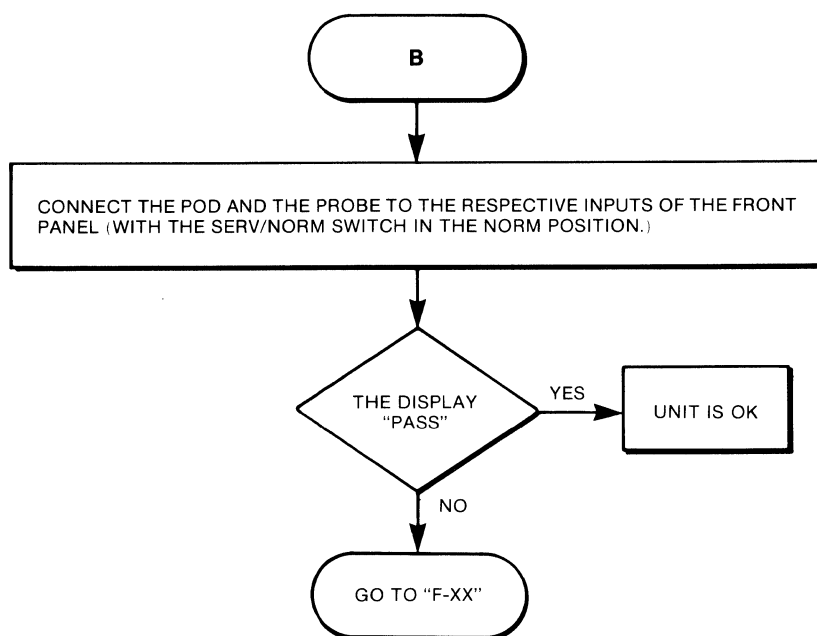 B
CONNECT THE POD AND THE PROBE TO THE RESPECTIVE INPUTS OF THE FRONT
PANEL (WITH THE SERV/NORM SWITCH IN THE NORM POSITION.)
THE DISPLAY
“PASS”
YES
UNIT IS OK
NO
GO TO “F-XX”